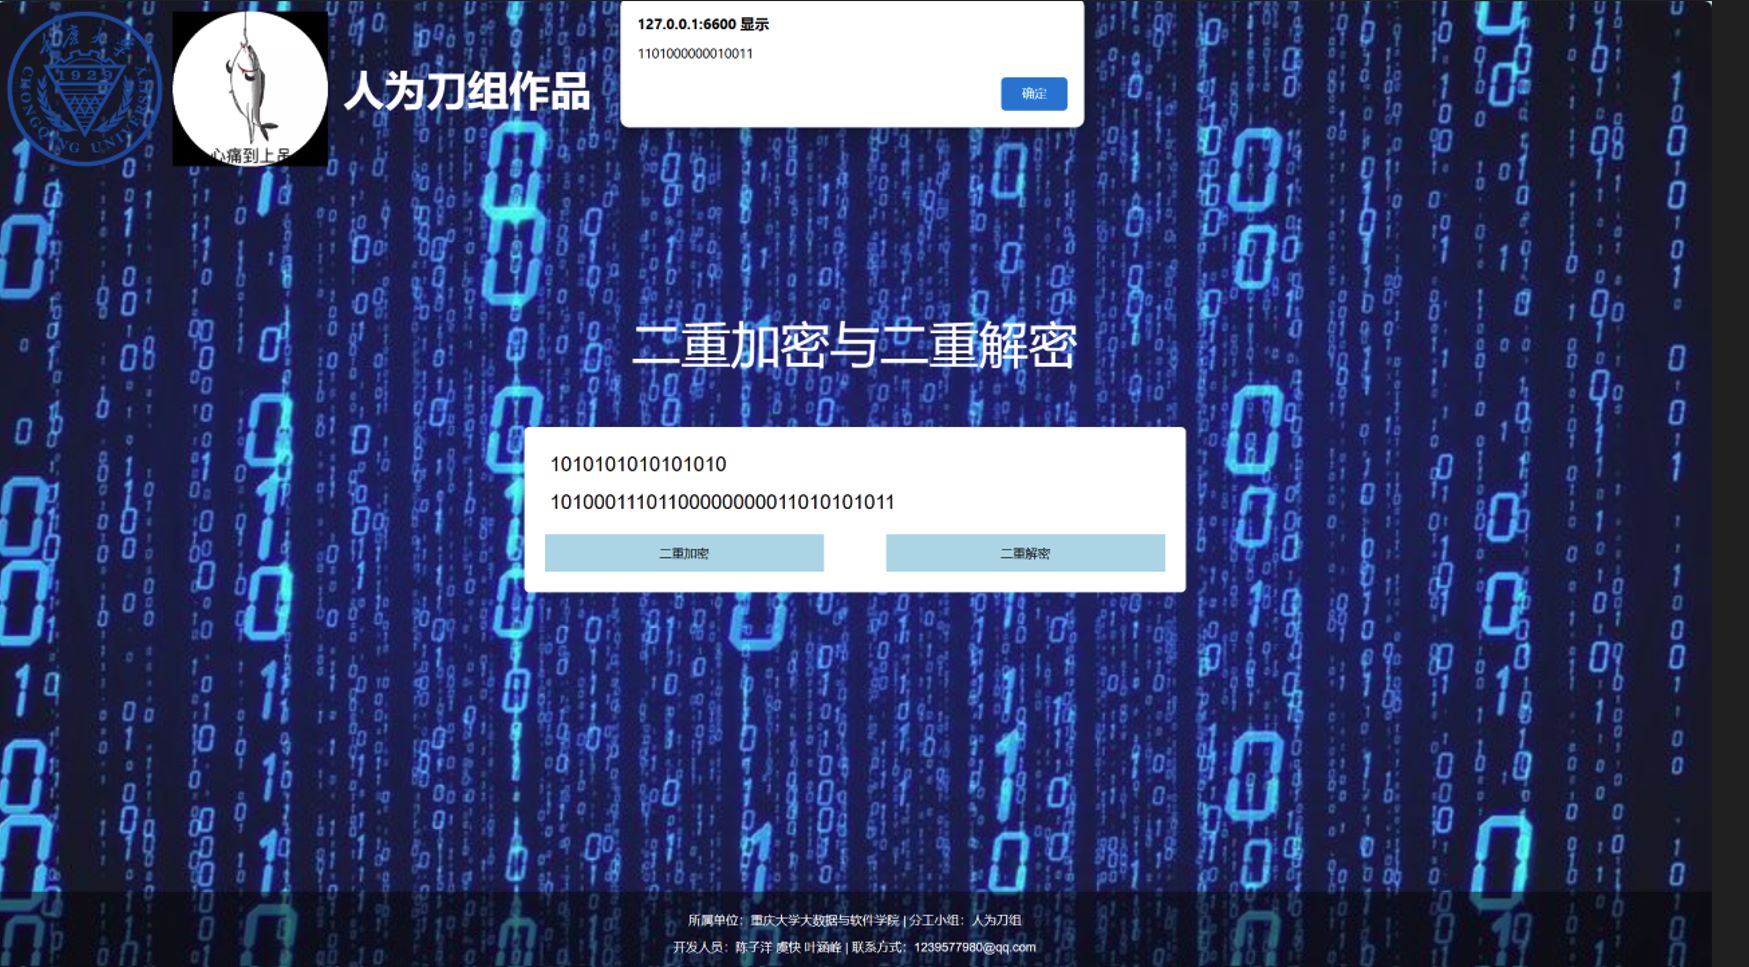 重庆大学
1929
CHONGQING UNIVERSITY
心痛到上吊
人为刀组作品
127.0.0.1:6600 显示
1101000000010011
确定
二重加密与二重解密
1010101010101010
10100011101100000000011010101011
二重加密
二重解密
所属单位：重庆大学大数据与软件学院 | 分工小组：人为刀组
开发人员：陈子洋 虞快 叶涵峰 | 联系方式：1239577980@qq.com